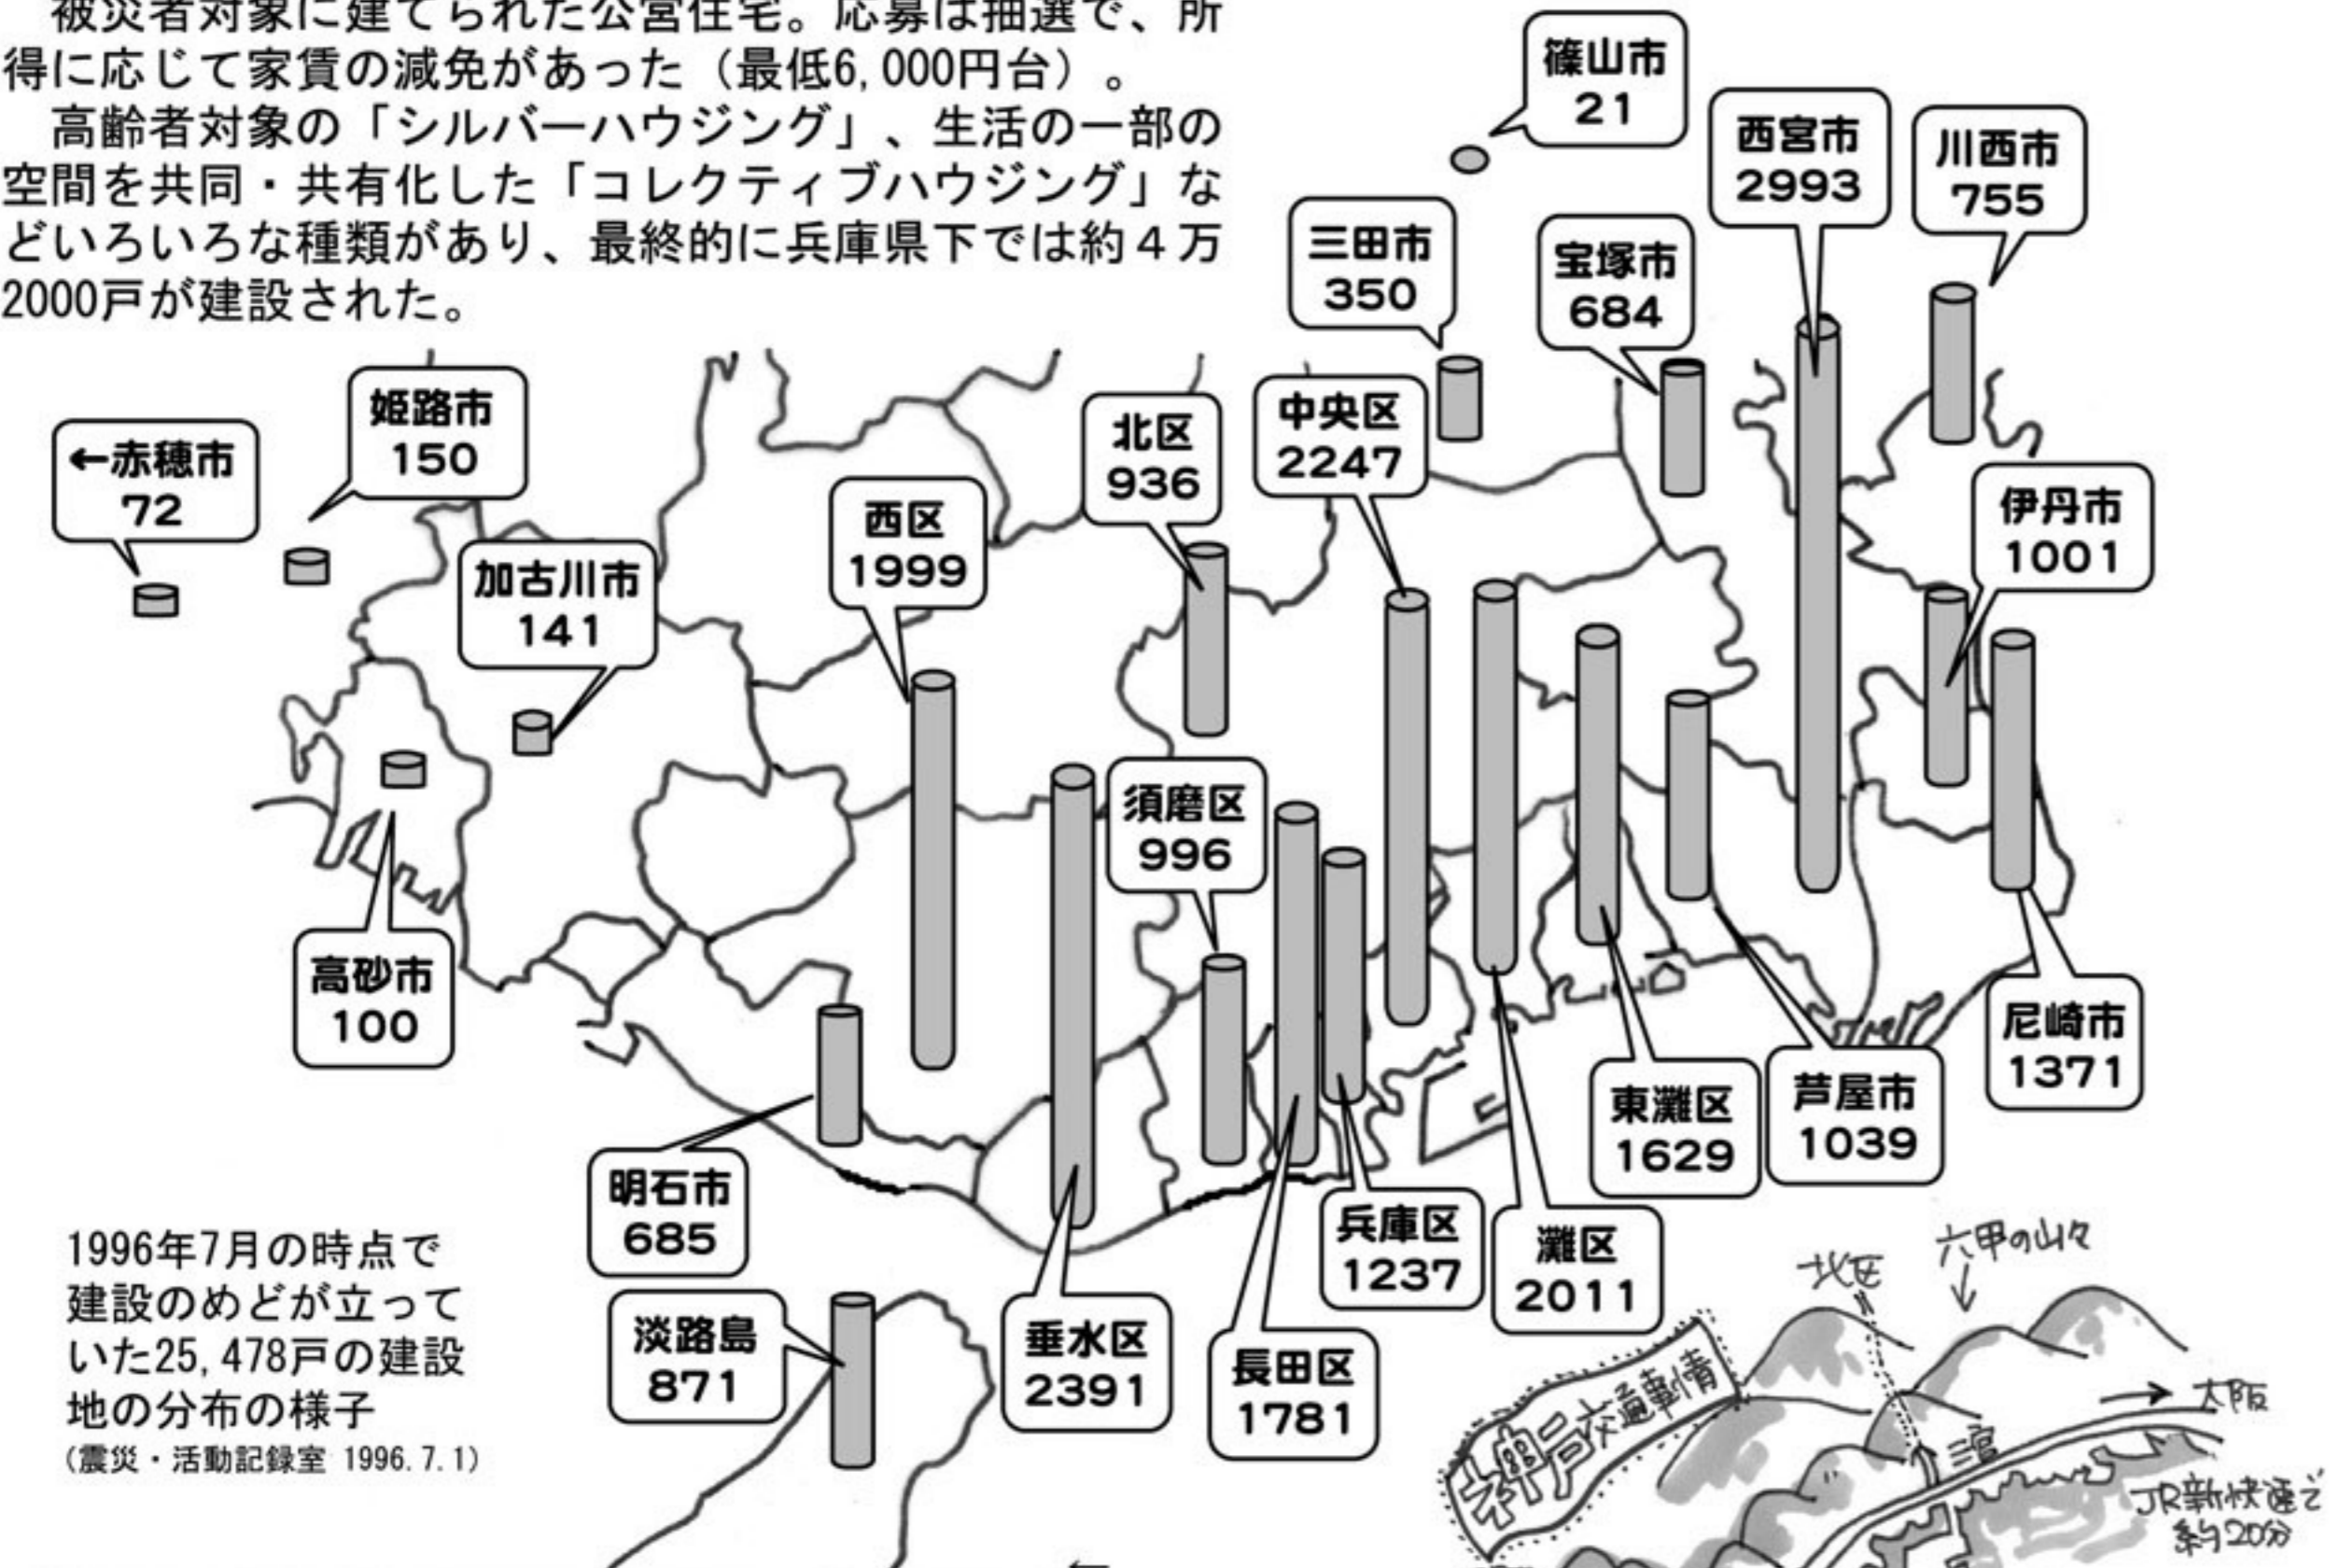 被災者対象に建てられた公営住宅。応募は抽選で、所
得に応じて家賃の減免があった（最低6,000円台）。
高齢者対象の「シルバーハウジング」、生活の一部の
空間を共同・共有化した「コレクティブハウジング」な
どいろいろな種類があり、最終的に兵庫県下では約４万
2000戸が建設された。
篠山市
21
西宮市
2993
川西市
755
三田市
350
宝塚市
684
姫路市
150
←赤穂市
72
北区
936
中央区
2247
西区
1999
伊丹市
1001
加古川市
141
須磨区
996
高砂市
100
尼崎市
1371
東灘区
1629
芦屋市
1039
明石市
685
兵庫区
1237
灘区
2011
淡路島
871
垂水区
2391
長田区
1781
1996年7月の時点で
建設のめどが立って
いた25,478戸の建設
地の分布の様子
(震災・活動記録室 1996.7.1)
六甲の山々
北区
神戸交通事情
大阪
三宮
JR新快速で
約20分